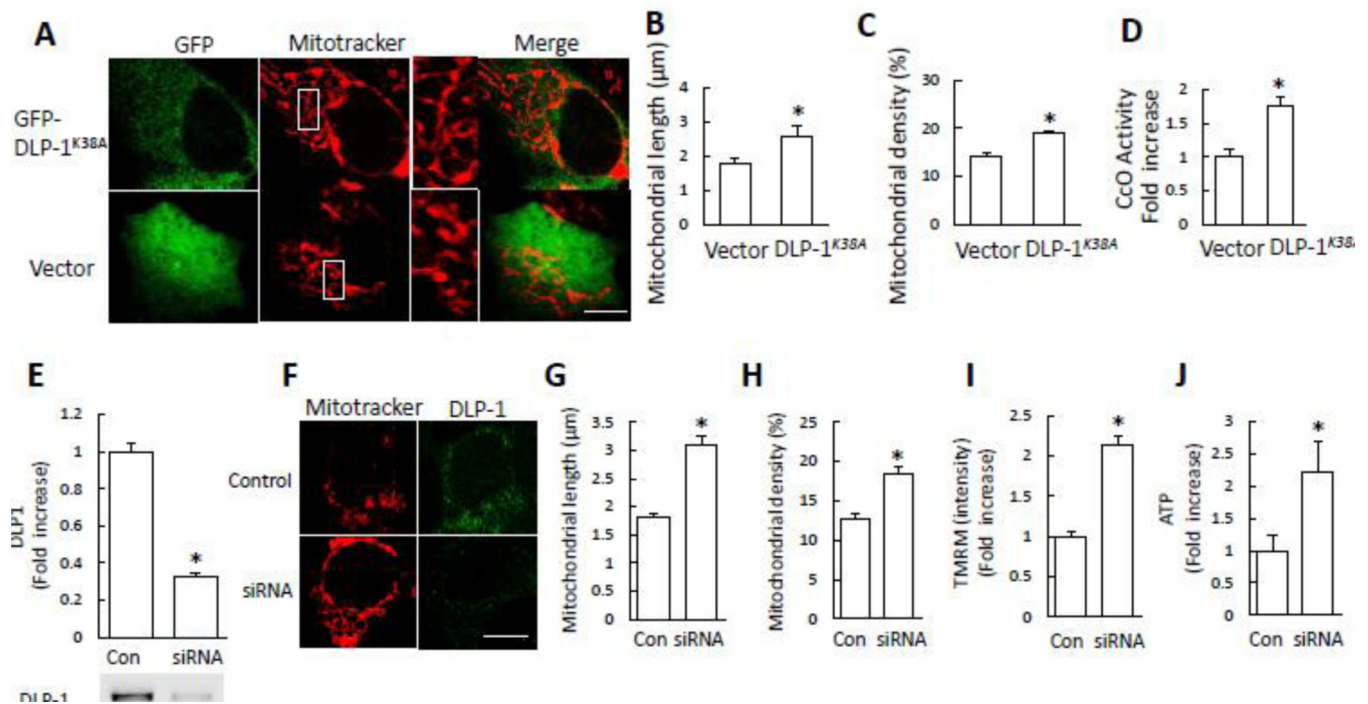 A
GFP
Mitotracker
Merge
GFP-
DLP-1K38A
Vector
B
Mitochondrial length (µm)
4
3
2
1
0
*
Vector DLP-1K38A
C
Mitochondrial density (%)
30
20
10
0
*
Vector DLP-1K38A
D
CcO Activity
Fold increase
2
1.5
1
0.5
0
*
Vector DLP-1K38A
E
DLP1
(Fold increase)
1.2
1
0.8
0.6
0.4
0.2
0
*
Con siRNA
DLP-1
F
Mitotracker DLP-1
Control
siRNA
G
Mitochondrial length (µm)
3.5
3
2.5
2
1.5
1
0.5
0
*
Con siRNA
H
Mitochondrial density (%)
25
20
15
10
5
0
*
Con siRNA
I
TMRM (intensity)
(Fold increase)
2.5
2
1.5
1
0.5
0
*
Con siRNA
J
ATP
(Fold increase)
3
2.5
2
1.5
1
0.5
0
*
Con siRNA